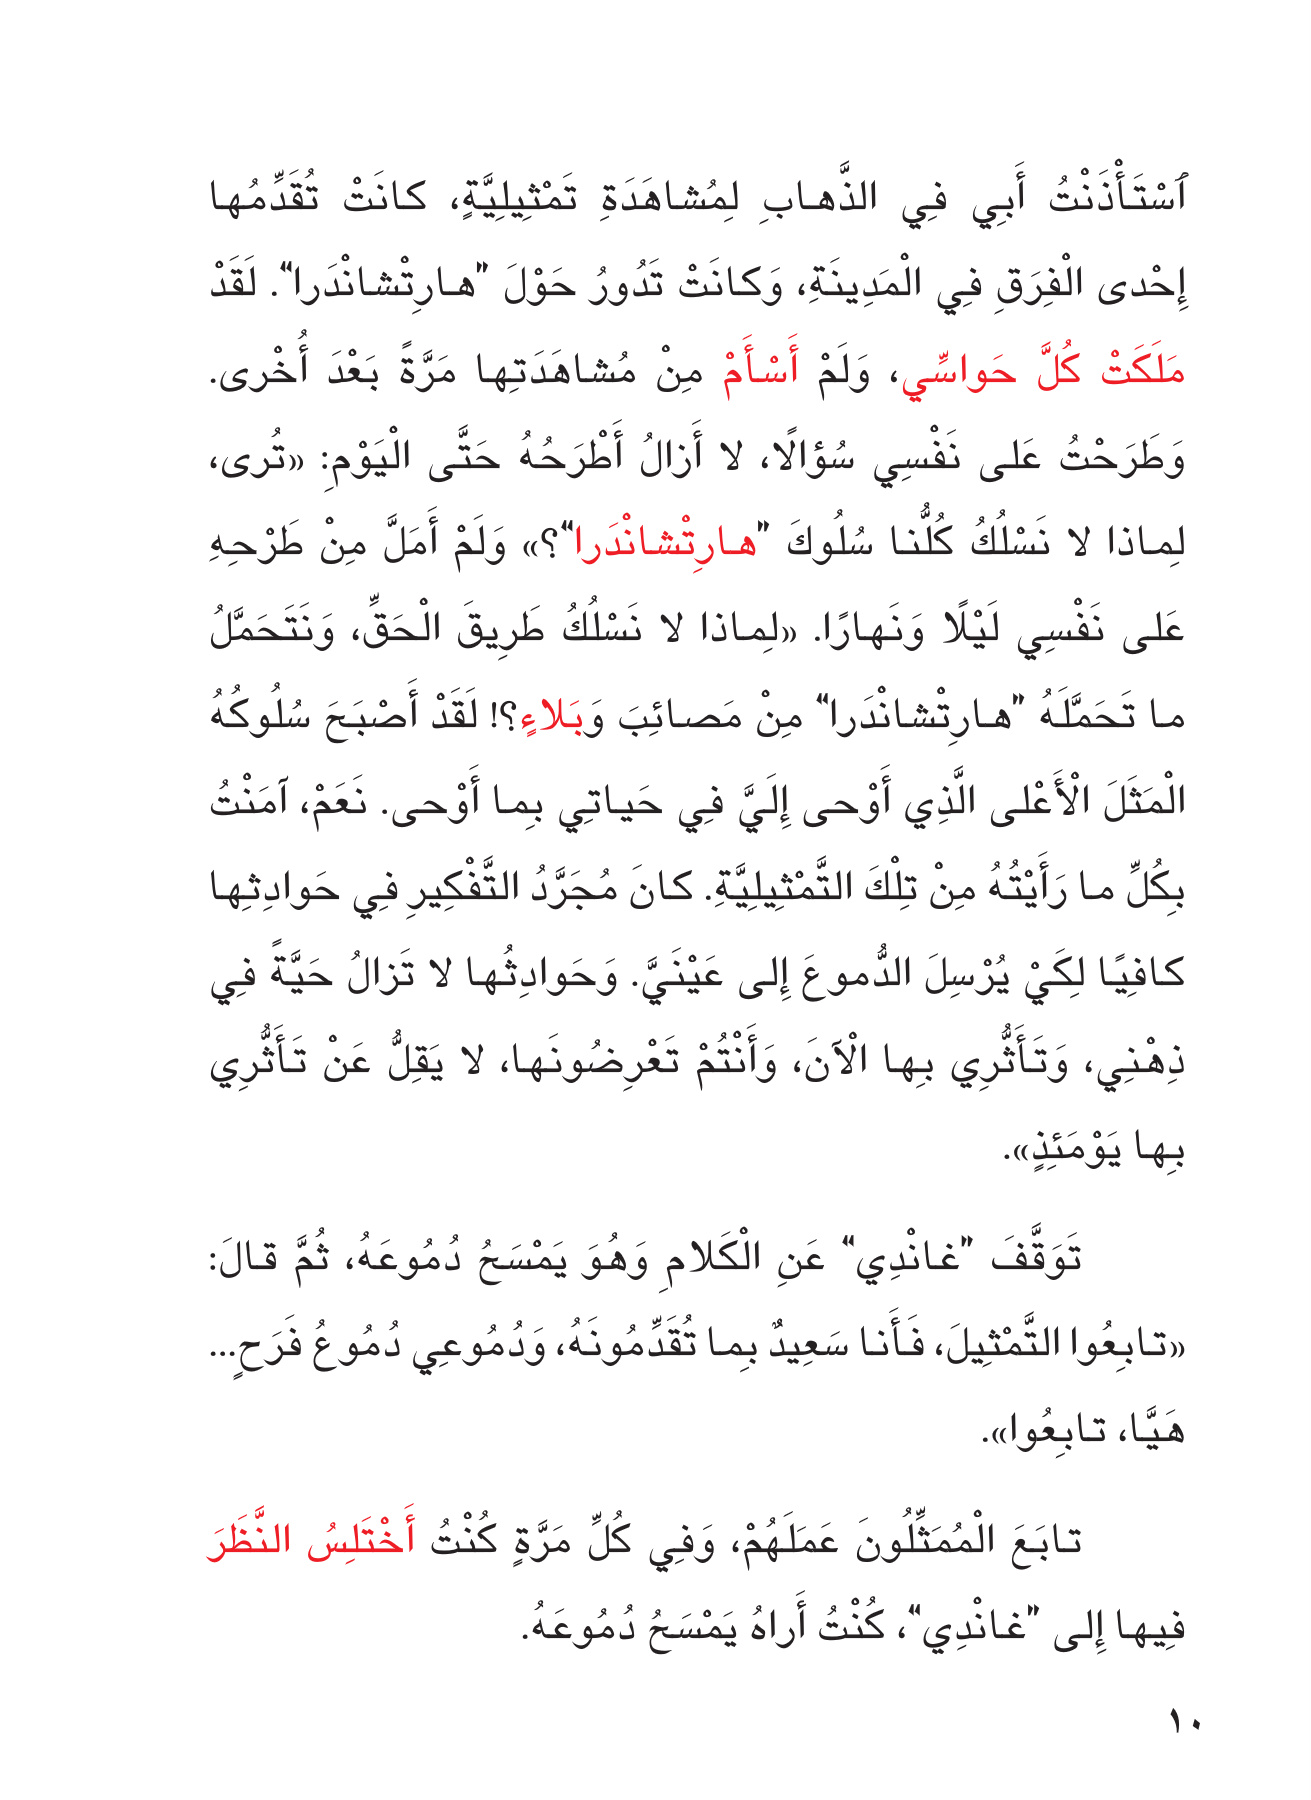 ٱسْتَأْذَنْتُ أَبِي فِي الذَّهابِ لِمُشاهَدَةِ تَمْثِيلِيَّةٍ، كانَتْ تُقَدِّمُها
إِحْدى الْفِرَقِ فِي الْمَدِينَةِ، وَكانَتْ تَدُورُ حَوْلَ "هارِتْشانْدَرا". لَقَدْ
مَلَكَتْ كُلَّ حَواسِّي، وَلَمْ أَسْأَمْ مِنْ مُشاهَدَتِها مَرَّةً بَعْدَ أُخْرى.
وَطَرَحْتُ عَلى نَفْسِي سُؤالًا، لا أَزالُ أَطْرَحُهُ حَتَّى الْيَوْمِ: «تُرى،
لِماذا لا نَسْلُكُ كُلُّنا سُلُوكَ "هارِتْشانْدَرا"؟» وَلَمْ أَمَلَّ مِنْ طَرْحِهِ
عَلى نَفْسِي لَيْلًا وَنَهارًا. «لِماذا لا نَسْلُكُ طَرِيقَ الْحَقِّ، وَنَتَحَمَّلُ
ما تَحَمَّلَهُ "هارِتْشانْدَرا" مِنْ مَصائِبَ وَبَلاءٍ؟! لَقَدْ أَصْبَحَ سُلُوكُهُ
الْمَثَلَ الْأَعْلى الَّذِي أَوْحى إِلَيَّ فِي حَياتِي بِما أَوْحى. نَعَمْ، آمَنْتُ
بِكُلِّ ما رَأَيْتُهُ مِنْ تِلْكَ التَّمْثِيلِيَّةِ. كانَ مُجَرَّدُ التَّفْكِيرِ فِي حَوادِثِها
كافِيًا لِكَيْ يُرْسِلَ الدُّموعَ إِلى عَيْنَيَّ. وَحَوادِثُها لا تَزالُ حَيَّةً فِي
ذِهْنِي، وَتَأَثُّرِي بِها الْآنَ، وَأَنْتُمْ تَعْرِضُونَها، لا يَقِلُّ عَنْ تَأَثُّرِي
بِها يَوْمَئِذٍ».
تَوَقَّفَ "غانْدِي" عَنِ الْكَلامِ وَهُوَ يَمْسَحُ دُمُوعَهُ، ثُمَّ قالَ:
«تابِعُوا التَّمْثِيلَ، فَأَنا سَعِيدٌ بِما تُقَدِّمُونَهُ، وَدُمُوعِي دُمُوعُ فَرَحٍ...
هَيَّا، تابِعُوا».
تابَعَ الْمُمَثِّلُونَ عَمَلَهُمْ، وَفِي كُلِّ مَرَّةٍ كُنْتُ أَخْتَلِسُ النَّظَرَ
فِيها إِلى "غانْدِي"، كُنْتُ أَراهُ يَمْسَحُ دُمُوعَهُ.
١٠